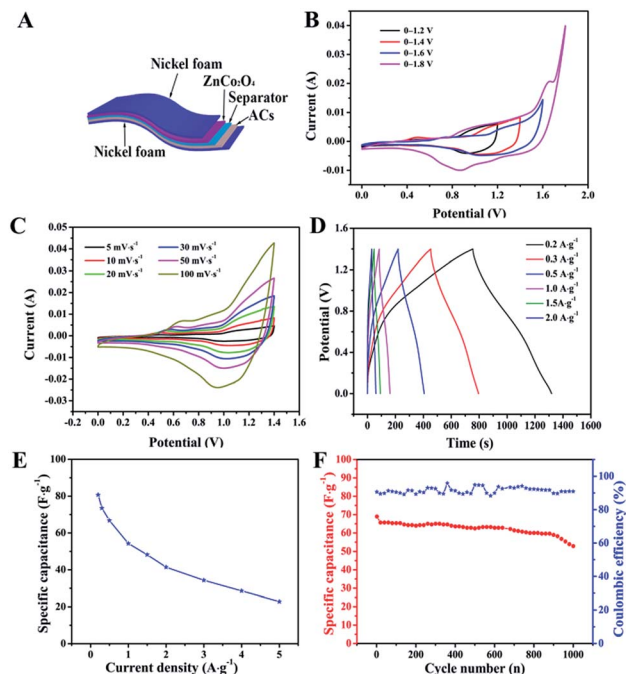 A
Nickel foam
ZnCo₂O₄
Separator
ACs
Nickel foam
B
0–1.2 V
0–1.4 V
0–1.6 V
0–1.8 V
Current (A)
0.04
0.03
0.02
0.01
0.00
-0.01
0.0 0.4 0.8 1.2 1.6 2.0
Potential (V)
C
5 mV·s⁻¹ 30 mV·s⁻¹
10 mV·s⁻¹ 50 mV·s⁻¹
20 mV·s⁻¹ 100 mV·s⁻¹
Current (A)
0.05
0.04
0.03
0.02
0.01
0.00
-0.01
-0.02
-0.03
0.0 0.2 0.4 0.6 0.8 1.0 1.2 1.4 1.6
Potential (V)
D
0.2 A·g⁻¹
0.3 A·g⁻¹
0.5 A·g⁻¹
1.0 A·g⁻¹
1.5A·g⁻¹
2.0 A·g⁻¹
Potential (V)
1.6
1.2
0.8
0.4
0.0
0 200 400 600 800 1000 1200 1400 1600
Time (s)
E
Specific capacitance (F·g⁻¹)
100
80
60
40
20
0
0 1 2 3 4 5
Current density (A·g⁻¹)
F
Specific capacitance (F·g⁻¹)
100
90
80
70
60
50
40
30
20
10
0
0 200 400 600 800 1000
Cycle number (n)
Coulombic efficiency (%)
100
80
60
40
20
0